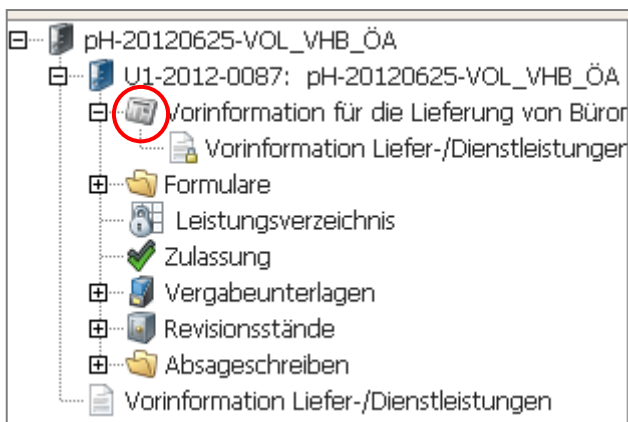 pH-20120625-VOL_VHB_ÖA
U1-2012-0087: pH-20120625-VOL_VHB_ÖA
Vorinformation für die Lieferung von Büror
Vorinformation Liefer-/Dienstleistunger
Formulare
Leistungsverzeichnis
Zulassung
Vergabeunterlagen
Revisionsstände
Absageschreiben
Vorinformation Liefer-/Dienstleistungen